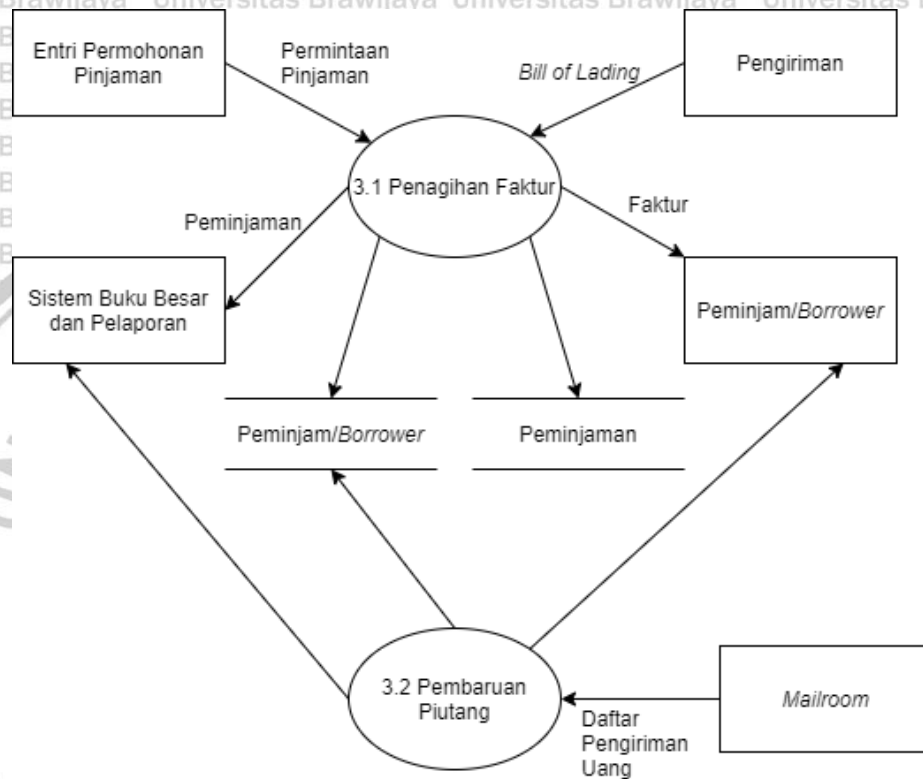 Brawijaya Universitas Brawijaya Universitas Brawijaya Universitas
Entri Permohonan
Pinjaman
Permintaan
Pinjaman
Bill of Lading
Pengiriman
3.1 Penagihan Faktur
Peminjaman
Faktur
Sistem Buku Besar
dan Pelaporan
Peminjam/Borrower
Peminjam/Borrower
Peminjaman
3.2 Pembaruan
Piutang
Daftar
Pengiriman
Uang
Mailroom